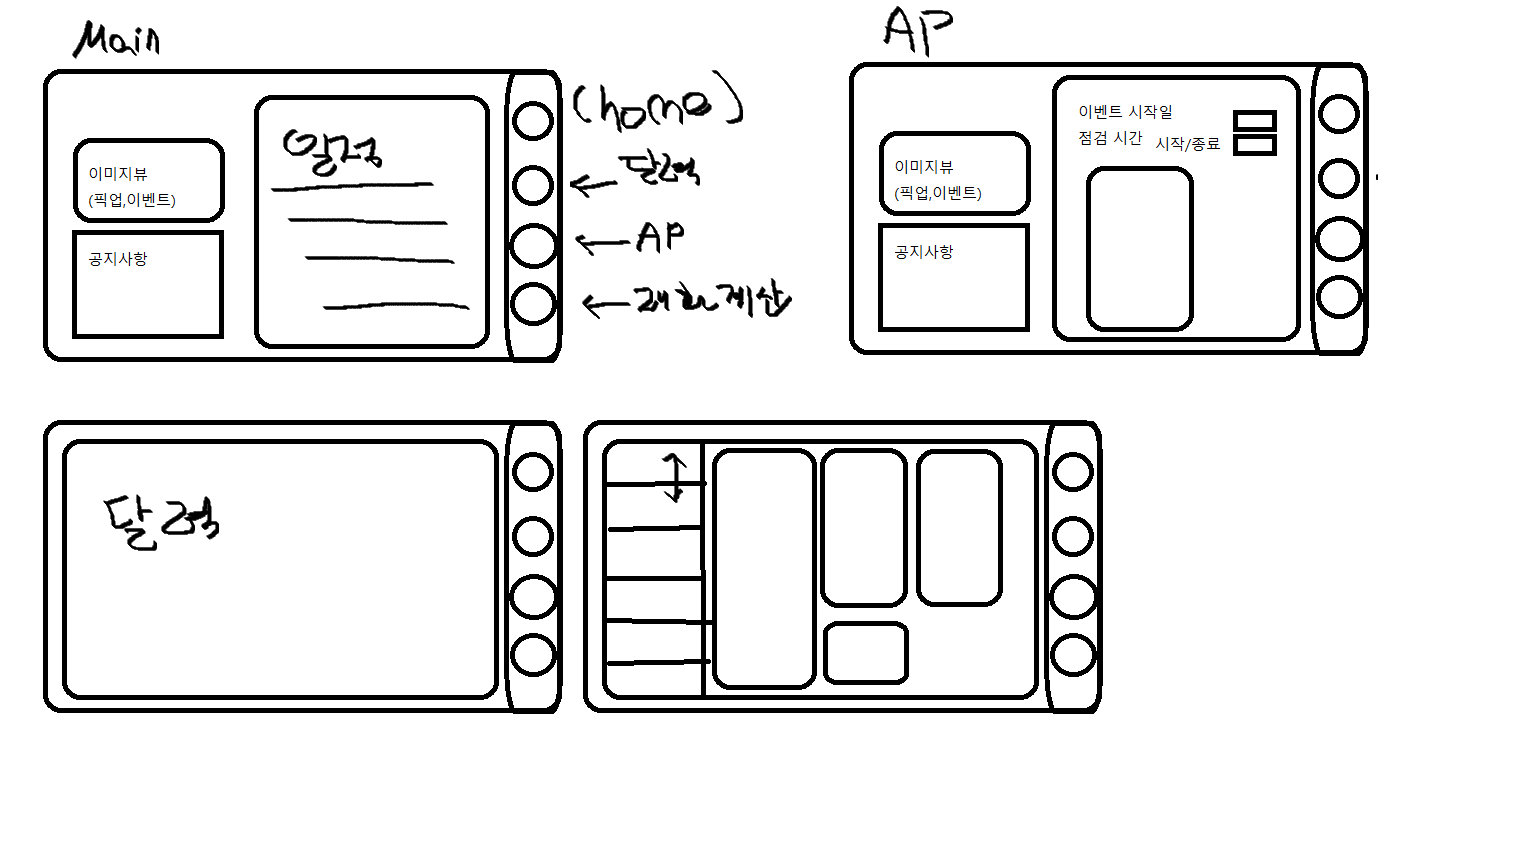 Main
(home)
일정
달력
AP
재화계산
이미지뷰
(픽업,이벤트)
공지사항
AP
이벤트 시작일
점검 시간 시작/종료
이미지뷰
(픽업,이벤트)
공지사항
달력